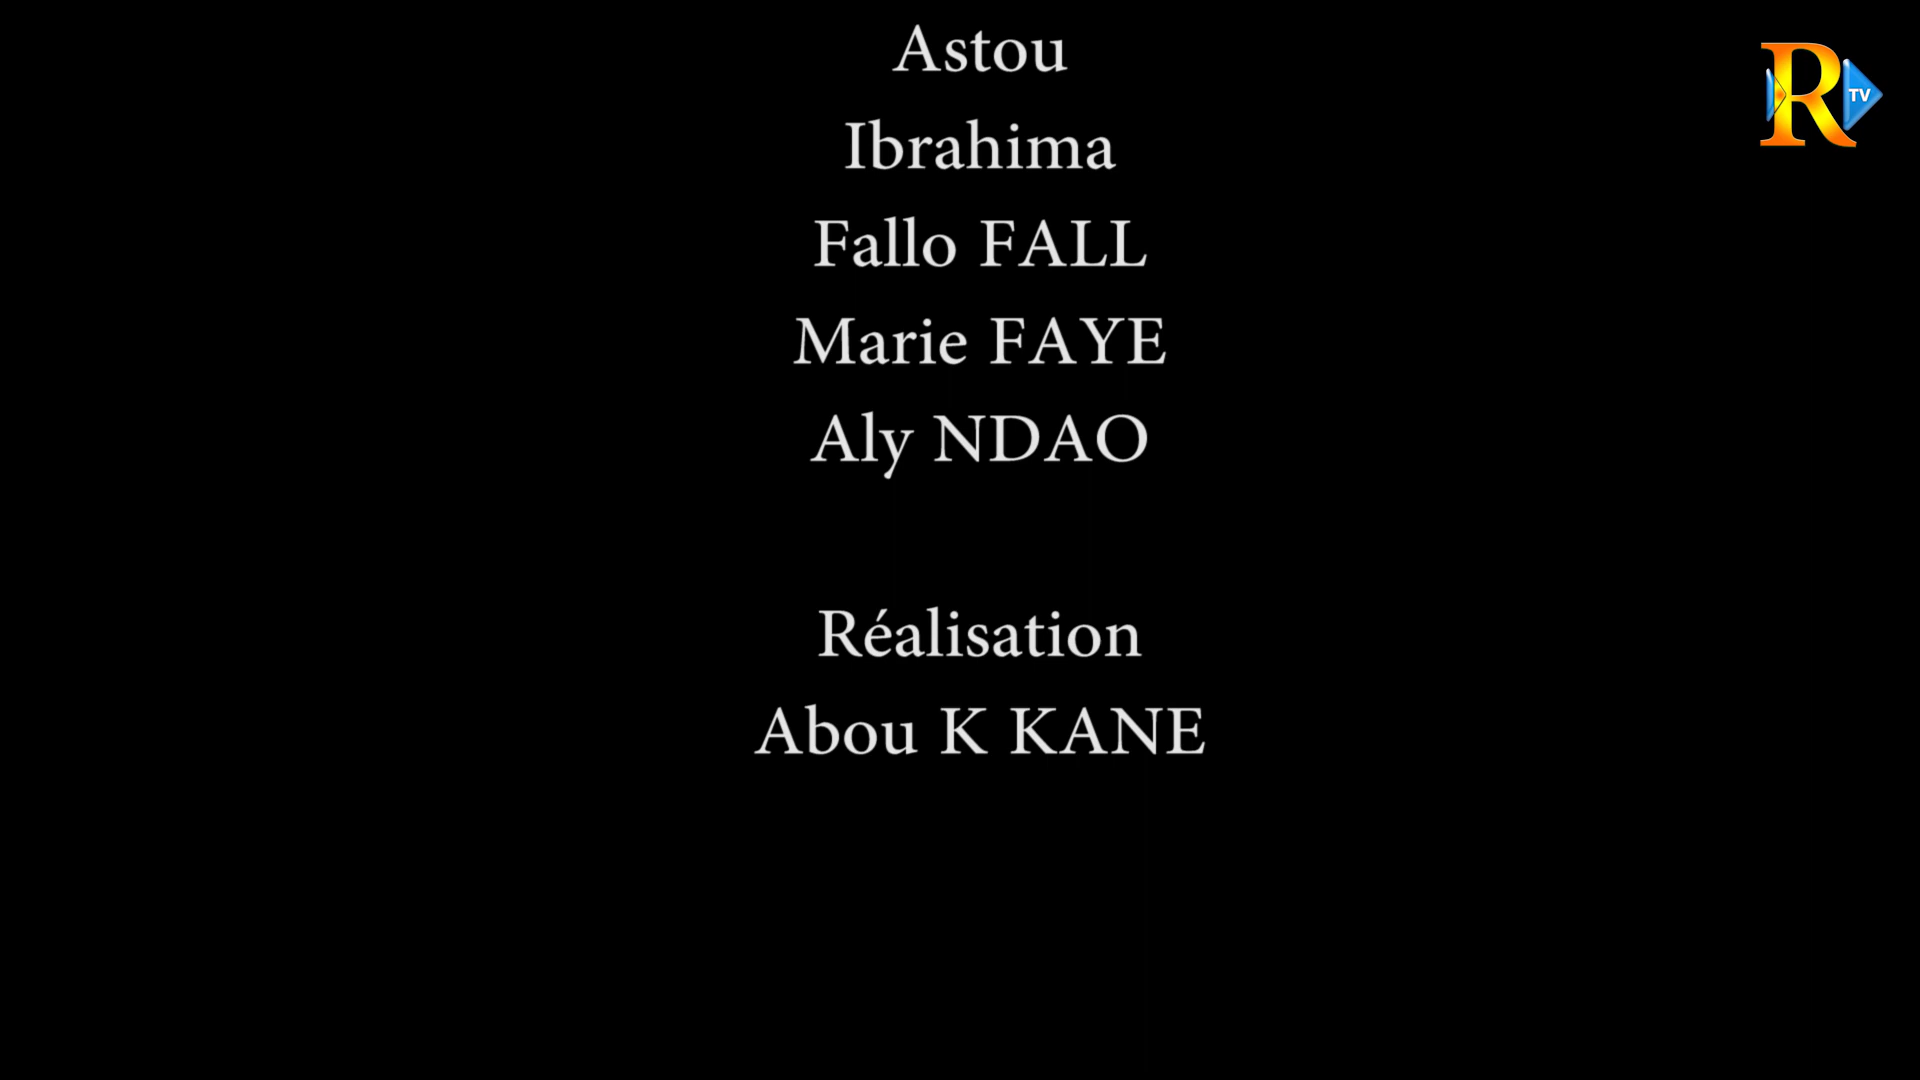 Astou
Ibrahima
Fallo FALL
Marie FAYE
Aly NDAO
Réalisation
Abou K KANE
R TV